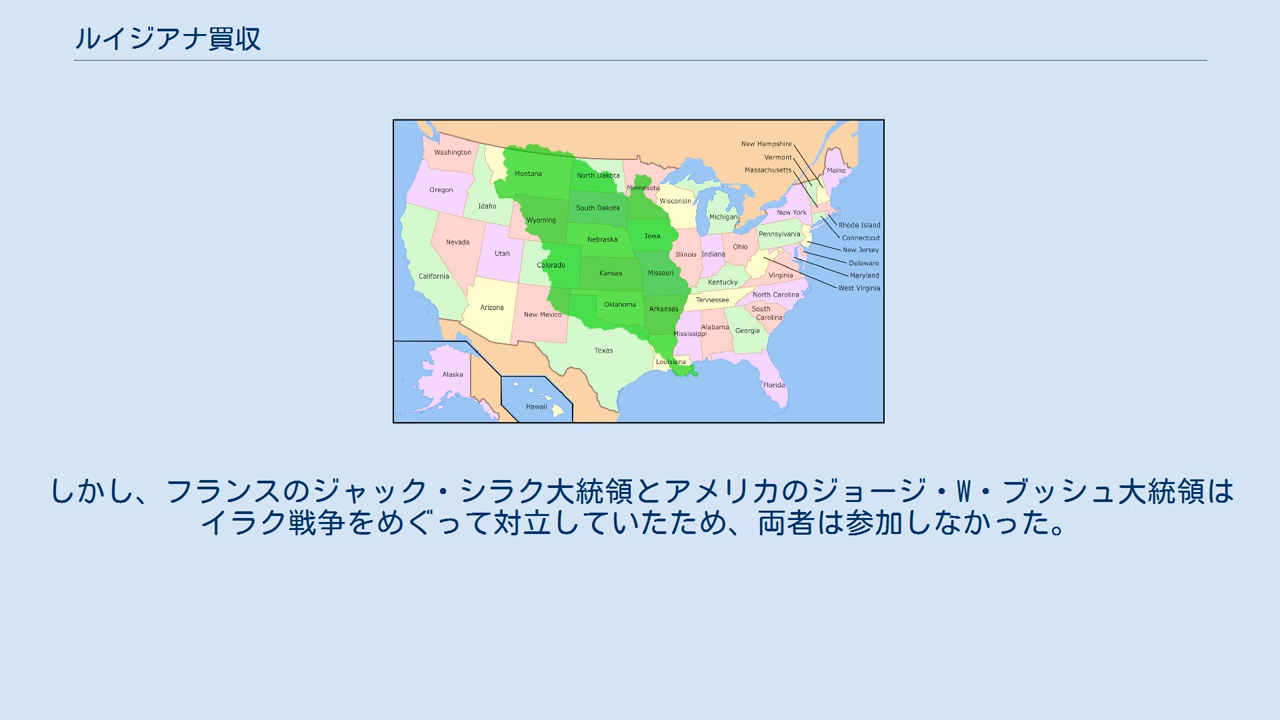 ルイジアナ買収
Washington
Oregon
California
Nevada
Idaho
Utah
Arizona
Montana
Wyoming
Colorado
New Mexico
North Dakota
South Dakota
Nebraska
Kansas
Oklahoma
Texas
Minnesota
Iowa
Missouri
Arkansas
Louisiana
Wisconsin
Illinois
Michigan
Indiana
Ohio
Kentucky
Tennessee
Mississippi
Alabama
Georgia
Florida
South
Carolina
North Carolina
Virginia
Pennsylvania
New York
Maine
New Hampshire
Vermont
Massachusetts
Rhode Island
Connecticut
New Jersey
Delaware
Maryland
West Virginia
Alaska
Hawaii
しかし、フランスのジャック・シラク大統領とアメリカのジョージ・W・ブッシュ大統領は
イラク戦争をめぐって対立していたため、両者は参加しなかった。